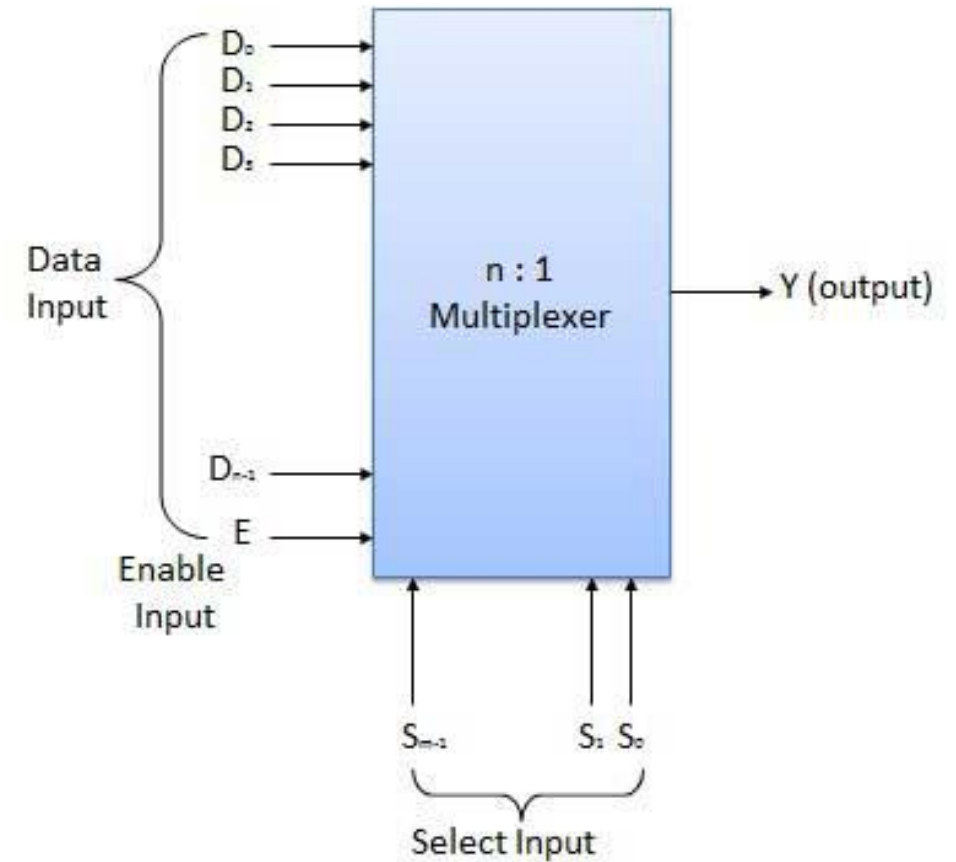 D₀
D₁
D₂
D₃
Data
Input
n : 1
Multiplexer
Y (output)
Dₙ₋₁
E
Enable
Input
Sₘ₋₁
S₁ S₀
Select Input